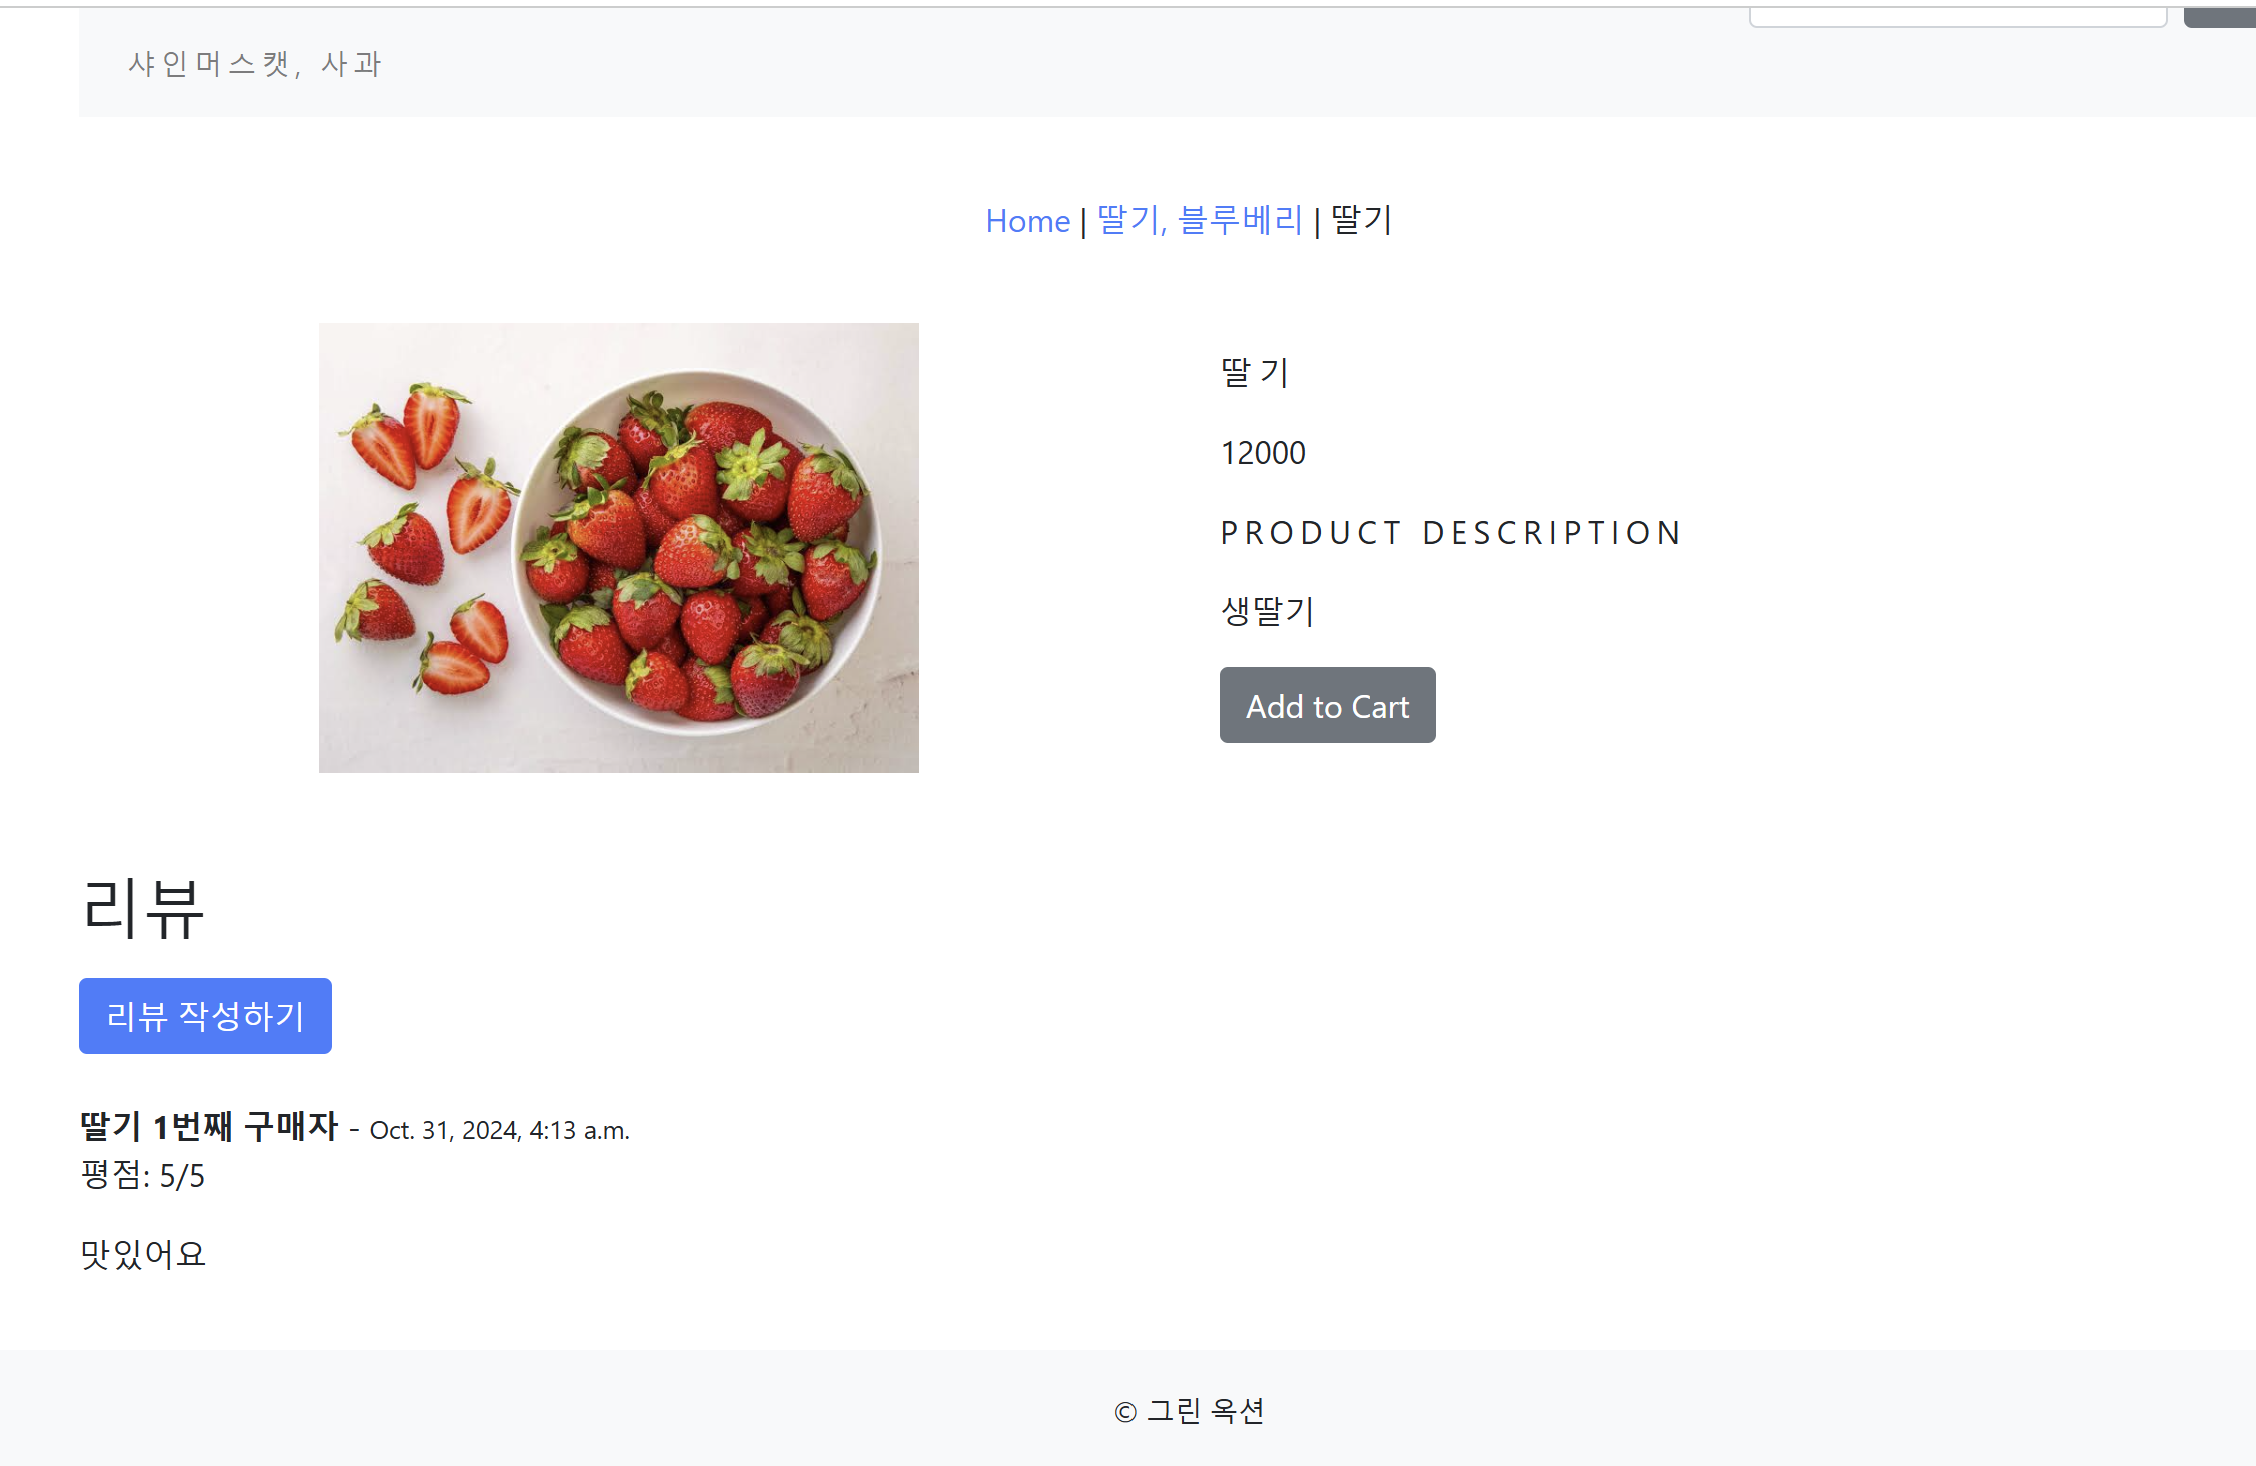 샤인머스캣, 사과
Home | 딸기, 블루베리 | 딸기
딸기
12000
PRODUCT DESCRIPTION
생딸기
Add to Cart
리뷰
리뷰 작성하기
딸기 1번째 구매자 - Oct. 31, 2024, 4:13 a.m.
평점: 5/5
맛있어요
© 그린 옥션